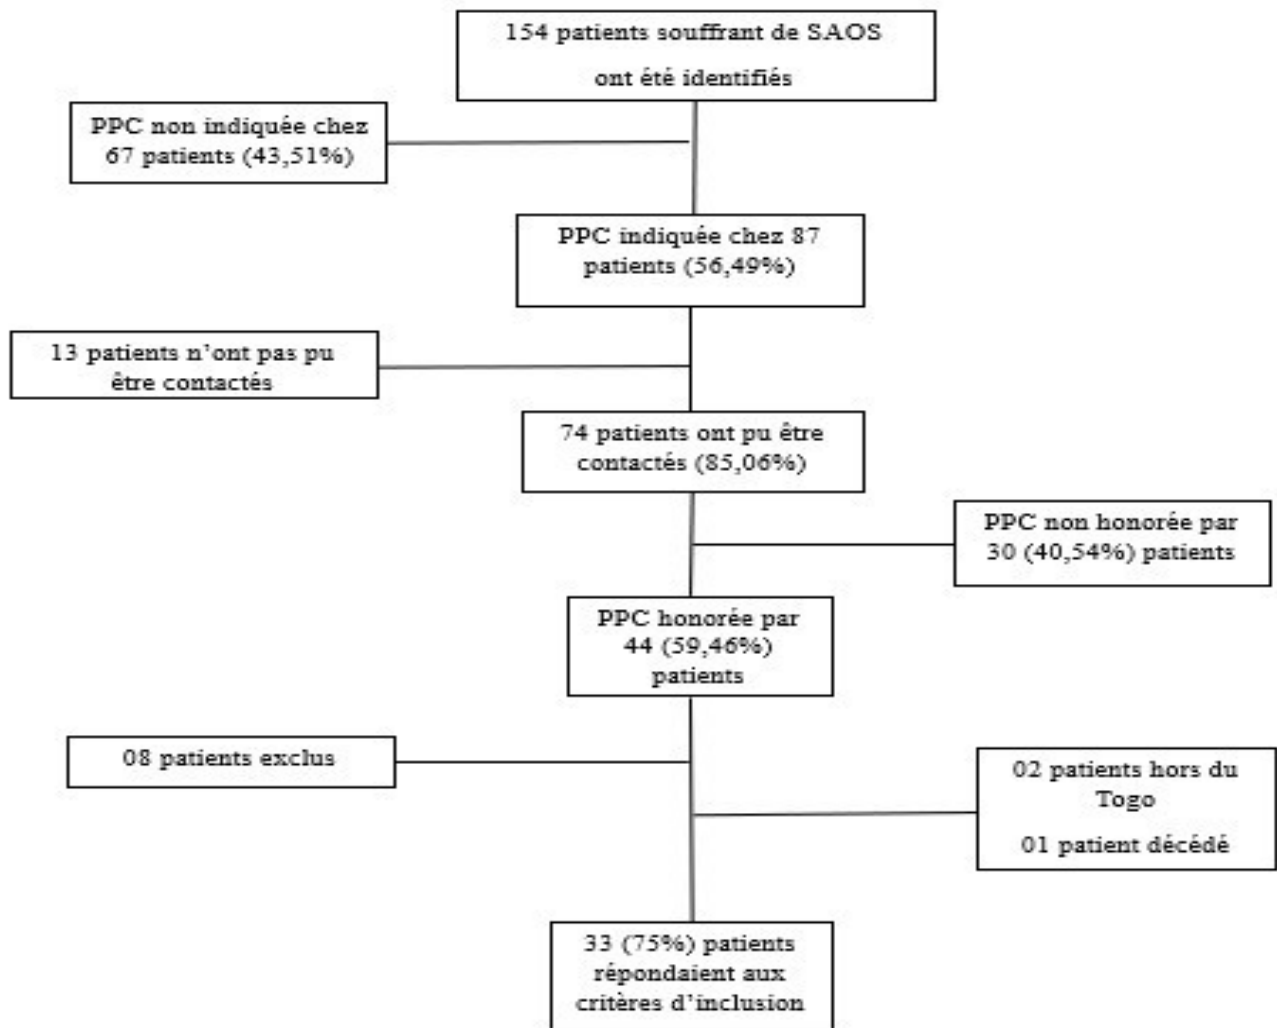 154 patients souffrant de SAOS
ont été identifiés
PPC non indiquée chez
67 patients (43,51%)
PPC indiquée chez 87
patients (56,49%)
13 patients n’ont pas pu
être contactés
74 patients ont pu être
contactés (85,06%)
PPC non honorée par
30 (40,54%) patients
PPC honorée par
44 (59,46%)
patients
08 patients exclus
02 patients hors du
Togo
01 patient décédé
33 (75%) patients
répondaient aux
critères d’inclusion